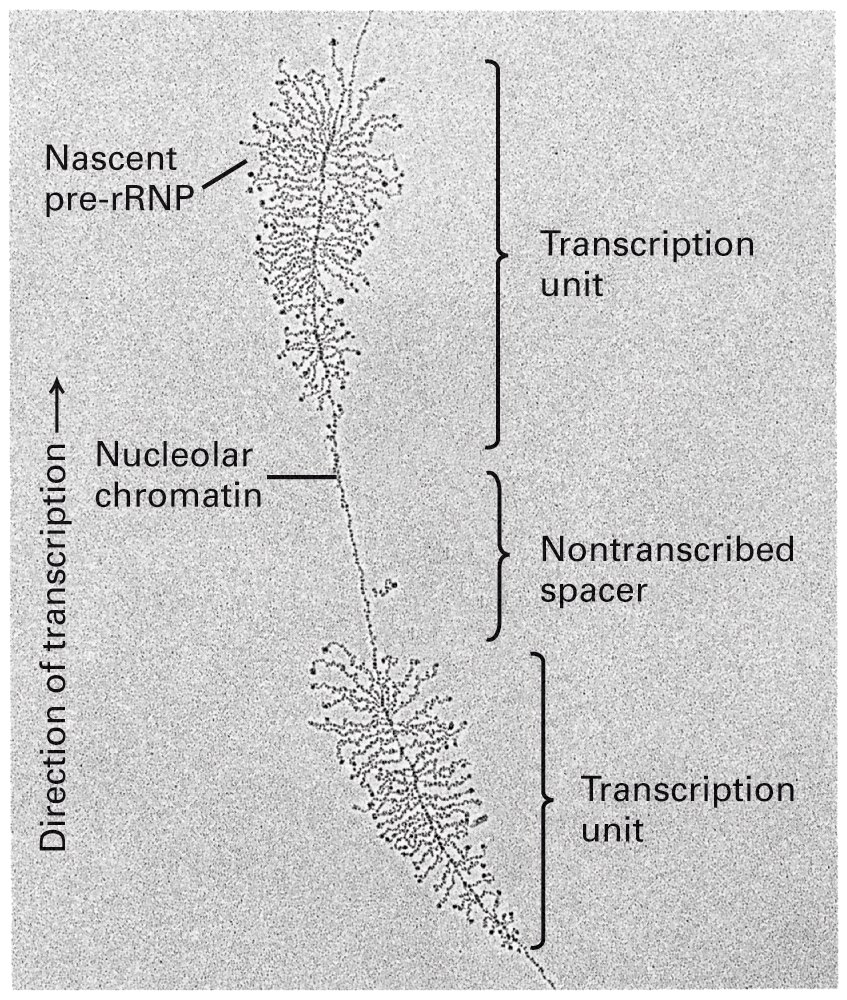 Nascent
pre-rRNP
Transcription
unit
Direction of transcription
Nucleolar
chromatin
Nontranscribed
spacer
Transcription
unit